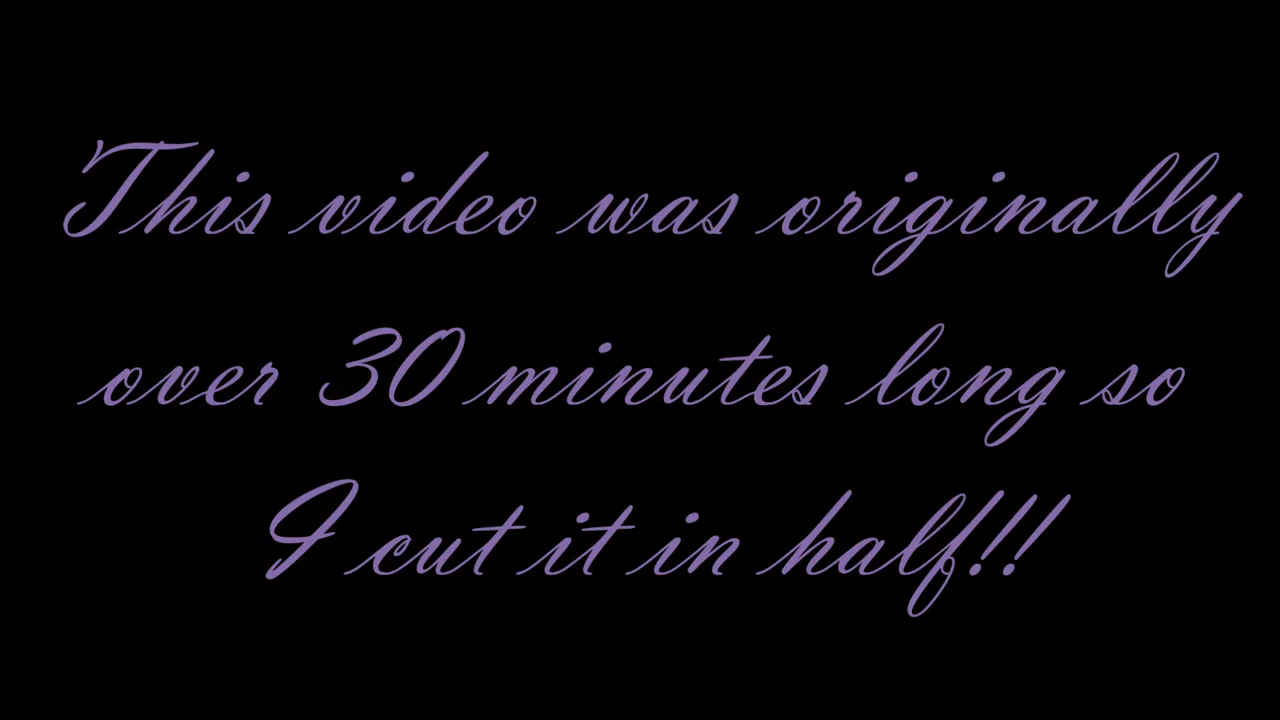 This video was originally
over 30 minutes long so
I cut it in half!!